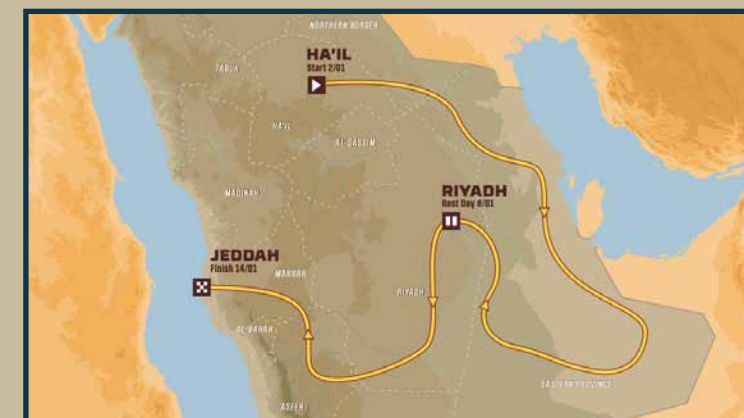 NORTHERN BORDER
HA'IL
Start 2/01
TABUK
HA'IL
AL-QASSIM
MADINAH
RIYADH
Rest Day 8/01
JEDDAH
Finish 14/01
MAKKAH
RIYADH
AL-BAHAH
EASTERN PROVINCE
ASEER